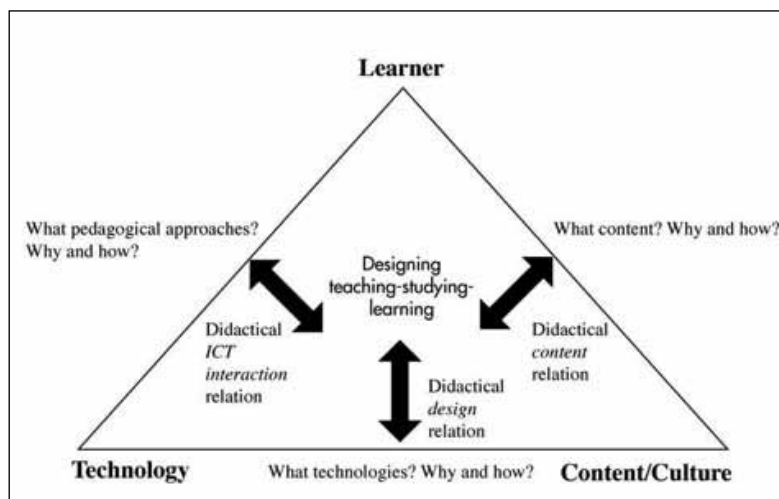 Learner
What pedagogical approaches?
Why and how?
What content? Why and how?
Designing
teaching-studying-
learning
Didactical
ICT
interaction
relation
Didactical
content
relation
Didactical
design
relation
Technology
What technologies? Why and how?
Content/Culture